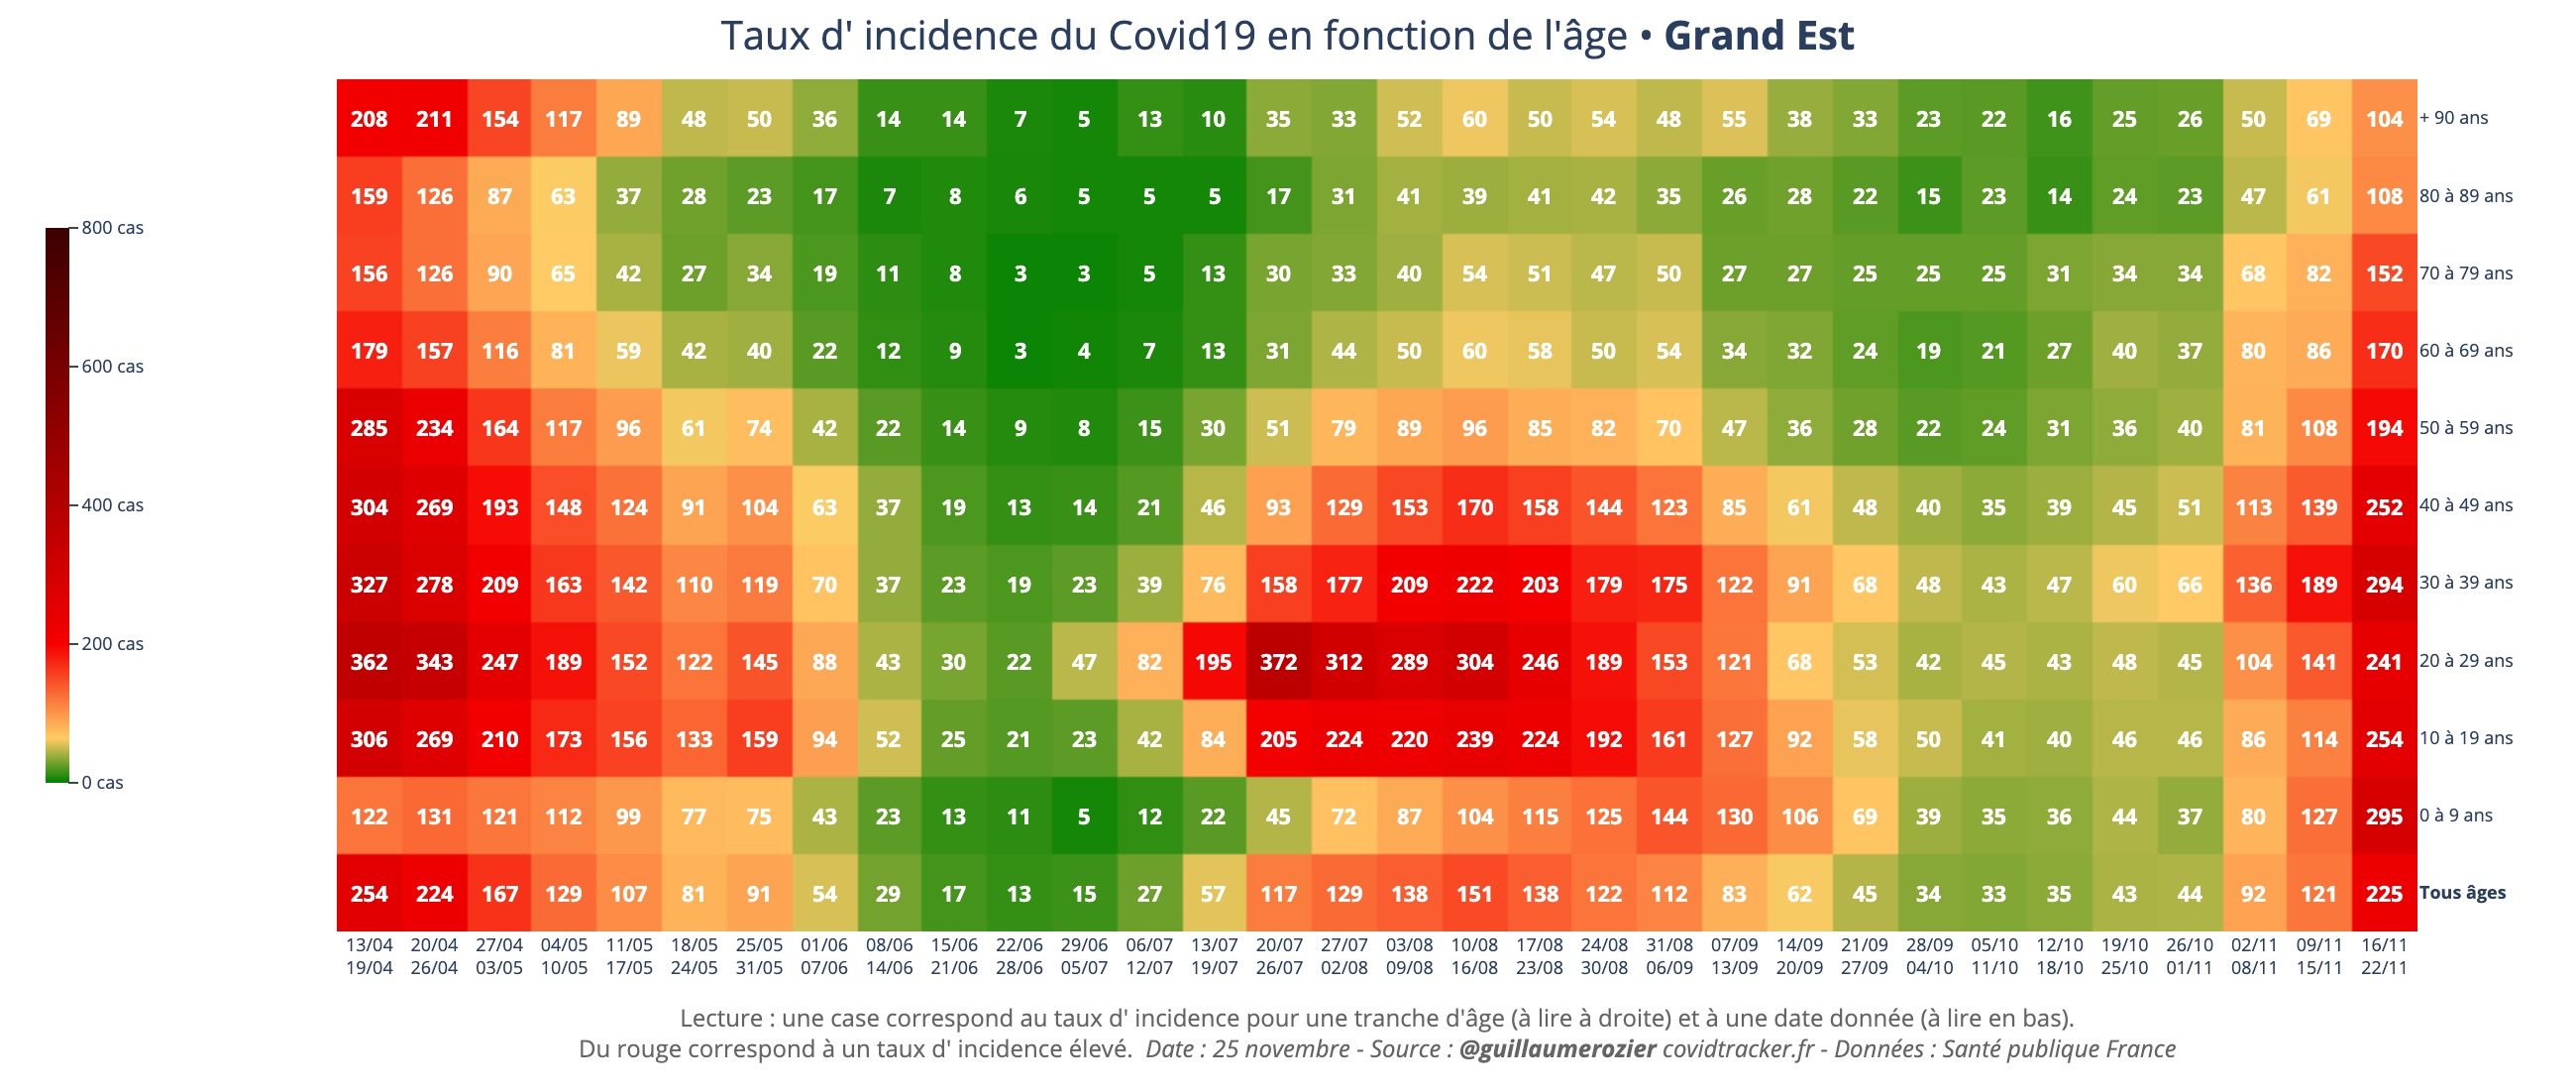 Taux d' incidence du Covid19 en fonction de l'âge • Grand Est
208 211 154 117 89 48 50 36 14 14 7 5 13 10 35 33 52 60 50 54 48 55 38 33 23 22 16 25 26 50 69 104 + 90 ans
159 126 87 63 37 28 23 17 7 8 6 5 5 5 17 31 41 39 41 42 35 26 28 22 15 23 14 24 23 47 61 108 80 à 89 ans
800 cas
156 126 90 65 42 27 34 19 11 8 3 3 5 13 30 33 40 54 51 47 50 27 27 25 25 25 31 34 34 68 82 152 70 à 79 ans
179 157 116 81 59 42 40 22 12 9 3 4 7 13 31 44 50 60 58 50 54 34 32 24 19 21 27 40 37 80 86 170 60 à 69 ans
600 cas
285 234 164 117 96 61 74 42 22 14 9 8 15 30 51 79 89 96 85 82 70 47 36 28 22 24 31 36 40 81 108 194 50 à 59 ans
400 cas
304 269 193 148 124 91 104 63 37 19 13 14 21 46 93 129 153 170 158 144 123 85 61 48 40 35 39 45 51 113 139 252 40 à 49 ans
327 278 209 163 142 110 119 70 37 23 19 23 39 76 158 177 209 222 203 179 175 122 91 68 48 43 47 60 66 136 189 294 30 à 39 ans
200 cas
362 343 247 189 152 122 145 88 43 30 22 47 82 195 372 312 289 304 246 189 153 121 68 53 42 45 43 48 45 104 141 241 20 à 29 ans
306 269 210 173 156 133 159 94 52 25 21 23 42 84 205 224 220 239 224 192 161 127 92 58 50 41 40 46 46 86 114 254 10 à 19 ans
0 cas
122 131 121 112 99 77 75 43 23 13 11 5 12 22 45 72 87 104 115 125 144 130 106 69 39 35 36 44 37 80 127 295 0 à 9 ans
254 224 167 129 107 81 91 54 29 17 13 15 27 57 117 129 138 151 138 122 112 83 62 45 34 33 35 43 44 92 121 225 Tous âges
13/04 20/04 27/04 04/05 11/05 18/05 25/05 01/06 08/06 15/06 22/06 29/06 06/07 13/07 20/07 27/07 03/08 10/08 17/08 24/08 31/08 07/09 14/09 21/09 28/09 05/10 12/10 19/10 26/10 02/11 09/11 16/11
19/04 26/04 03/05 10/05 17/05 24/05 31/05 07/06 14/06 21/06 28/06 05/07 12/07 19/07 26/07 02/08 09/08 16/08 23/08 30/08 06/09 13/09 20/09 27/09 04/10 11/10 18/10 25/10 01/11 08/11 15/11 22/11
Lecture : une case correspond au taux d' incidence pour une tranche d'âge (à lire à droite) et à une date donnée (à lire en bas).
Du rouge correspond à un taux d' incidence élevé. Date : 25 novembre - Source : @guillaumerozier covidtracker.fr - Données : Santé publique France